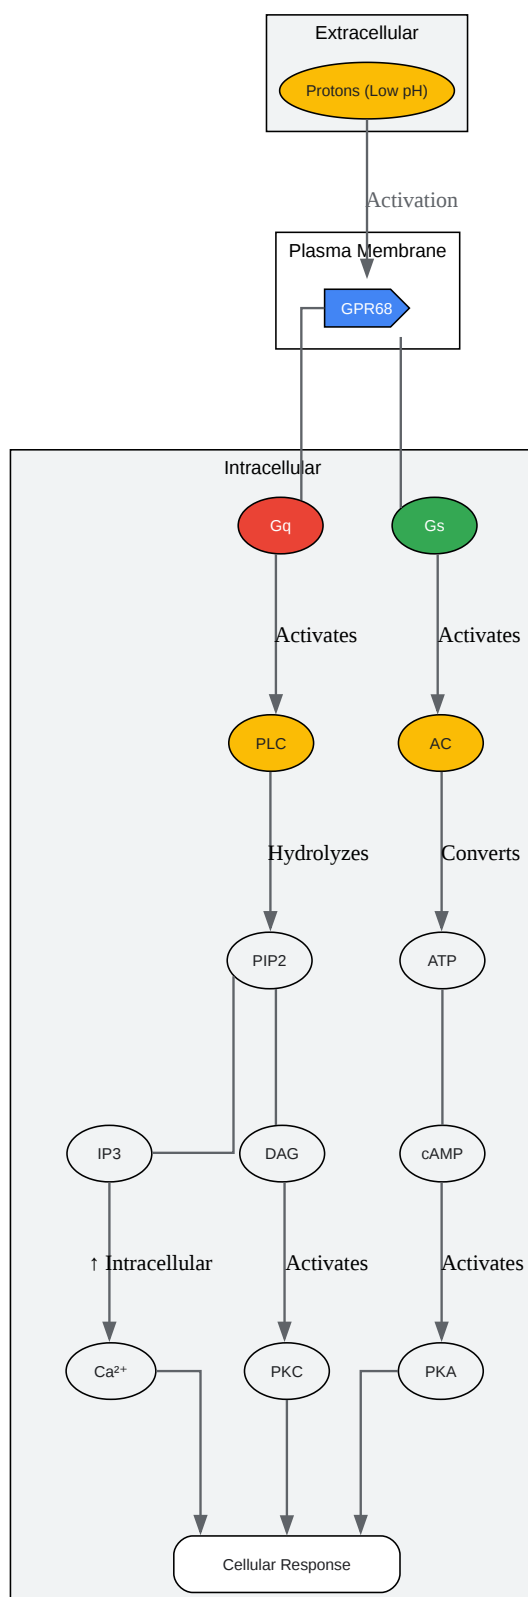 Extracellular
Protons (Low pH)
Activation
Plasma Membrane
GPR68
Intracellular
Gq
Gs
Activates
Activates
PLC
AC
Hydrolyzes
Converts
PIP2
ATP
IP3
DAG
cAMP
↑ Intracellular
Activates
Activates
Ca²⁺
PKC
PKA
Cellular Response